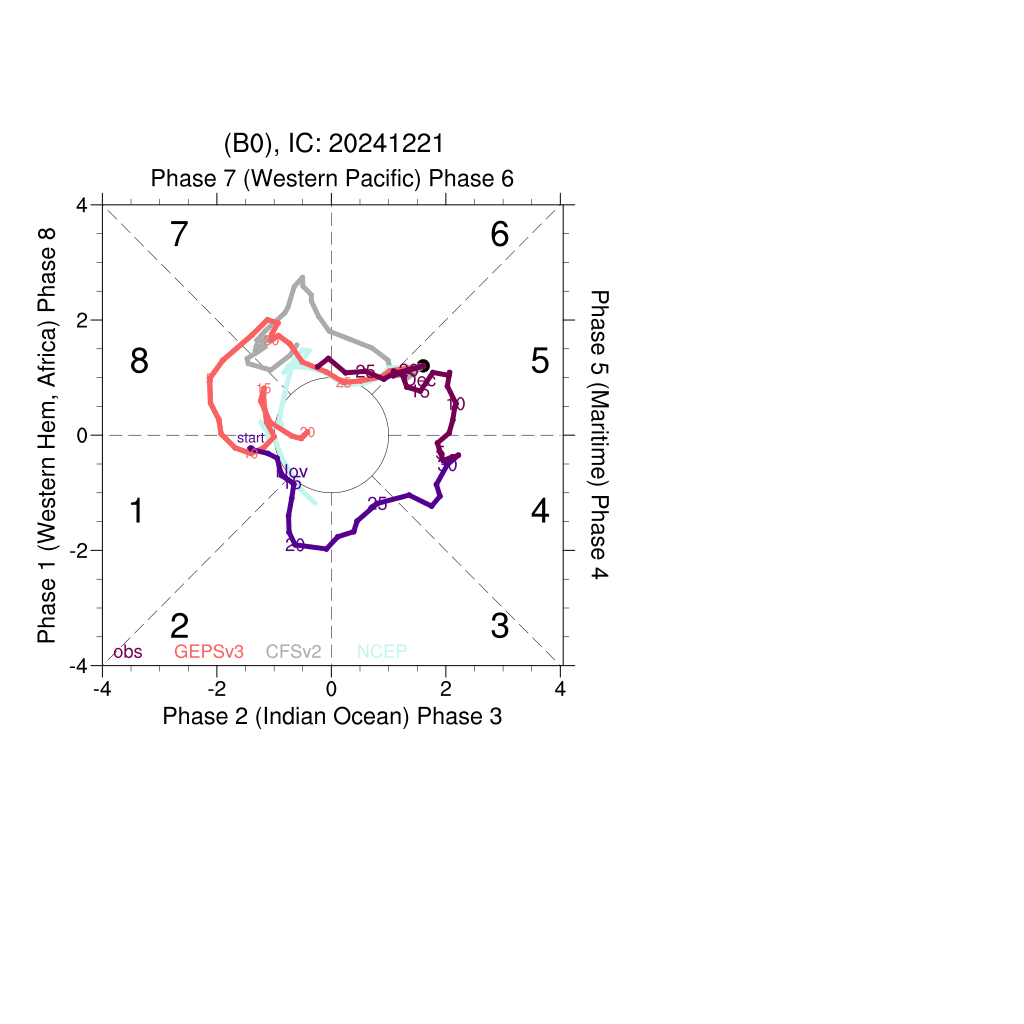 (B0), IC: 20241221
Phase 7 (Western Pacific) Phase 6
Phase 1 (Western Hem, Africa) Phase 8
Phase 5 (Maritime) Phase 4
4
2
0
-2
-4
7
6
8
5
1
4
2
3
start
Nov
15
20
25
30
5
10
15
Dec
20
25
25
30
10
15
20
obs GEPSv3 CFSv2 NCEP
-4 -2 0 2 4
Phase 2 (Indian Ocean) Phase 3